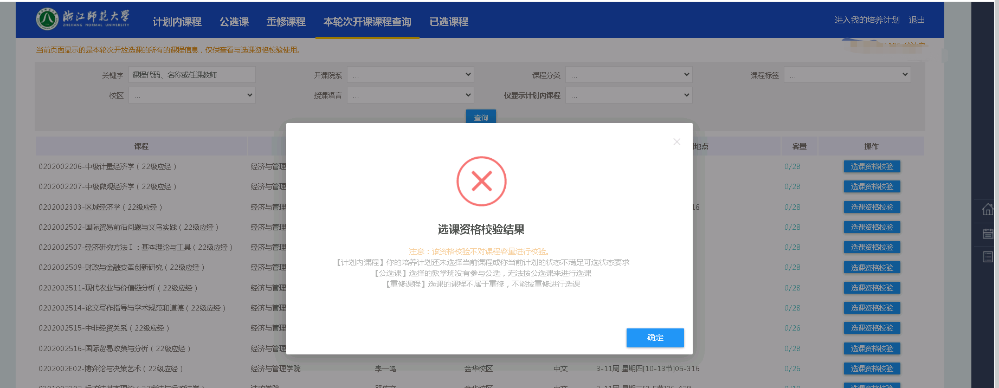 浙江师范大学
ZHEJIANG NORMAL UNIVERSITY
计划内课程 公选课 重修课程 本轮次开课课程查询 已选课程 进入我的培养计划 退出
当前页面显示的是本轮次开放选课的所有的课程信息，仅供查看与选课资格校验使用。
关键字 课程代码、名称或任课教师 开课院系 ... 课程分类 ... 课程标签 ...
校区 ... 授课语言 ... 仅显示计划内课程 ...
查询
课程 地点 容量 操作
0202002206-中级计量经济学（22级应经） 经济与管理 0/28 选课资格校验
0202002207-中级微观经济学（22级应经） 经济与管理 0/28 选课资格校验
0202002303-区域经济学（22级应经） 经济与管理 16 0/28 选课资格校验
0202002502-国际贸易前沿问题与义乌实践（22级应经） 经济与管理 0/28 选课资格校验
0202002507-经济研究方法Ⅰ：基本理论与工具（22级应经） 经济与管理 0/28 选课资格校验
0202002509-财政与金融变革创新研究（22级应经） 经济与管理 0/28 选课资格校验
0202002511-现代农业与价值链分析（22级应经） 经济与管理 0/28 选课资格校验
0202002514-论文写作指导与学术规范和道德（22级应经） 经济与管理 0/28 选课资格校验
0202002515-中非经贸关系（22级应经） 经济与管理 0/26 选课资格校验
0202002516-国际贸易政策与分析（22级应经） 经济与管理 0/28 选课资格校验
0202002E02-博弈论与决策艺术（22级应经） 经济与管理学院 李一鸣 金华校区 中文 3-11周 星期四[10-13节]05-316 0/26 选课资格校验
选课资格校验结果
注意：该资格校验不对课程容量进行校验。
【计划内课程】你的培养计划还未选择当前课程或你当前计划的状态不满足可选状态要求
【公选课】选择的教学班没有参与公选，无法按公选课来进行选课
【重修课程】选课的课程不属于重修，不能按重修进行选课
确定